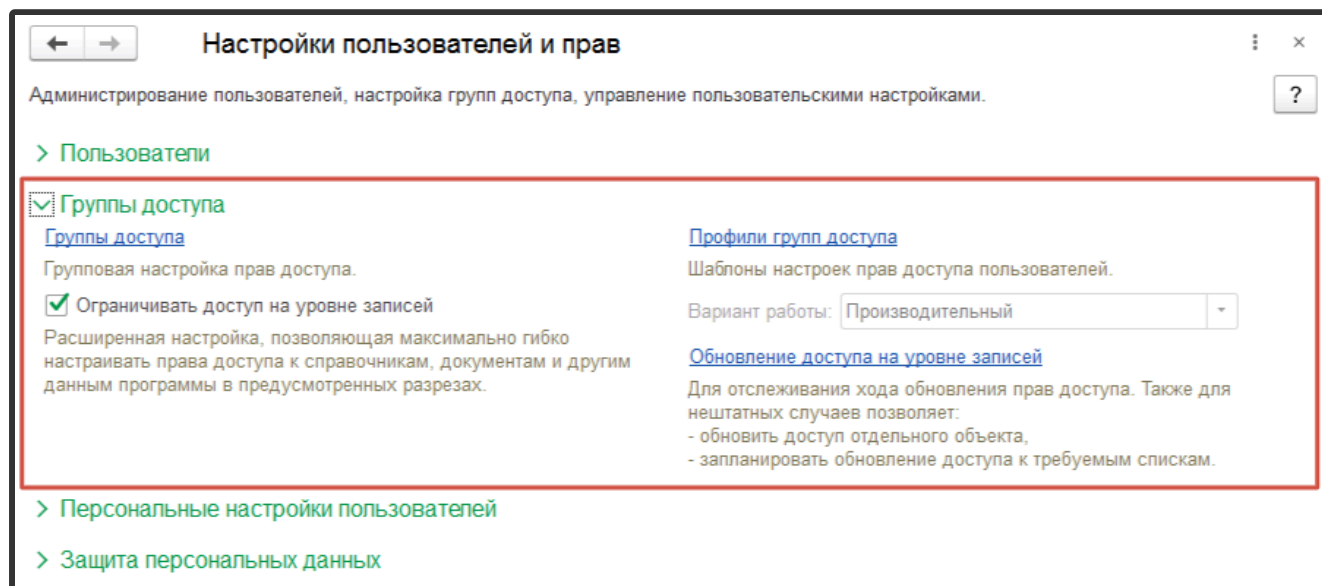 Настройки пользователей и прав
Администрирование пользователей, настройка групп доступа, управление пользовательскими настройками.
?
Пользователи
Группы доступа
Группы доступа
Групповая настройка прав доступа.
Ограничивать доступ на уровне записей
Расширенная настройка, позволяющая максимально гибко
настраивать права доступа к справочникам, документам и другим
данным программы в предусмотренных разрезах.
Профили групп доступа
Шаблоны настроек прав доступа пользователей.
Вариант работы: Производительный
Обновление доступа на уровне записей
Для отслеживания хода обновления прав доступа. Также для
нештатных случаев позволяет:
- обновить доступ отдельного объекта,
- запланировать обновление доступа к требуемым спискам.
Персональные настройки пользователей
Защита персональных данных